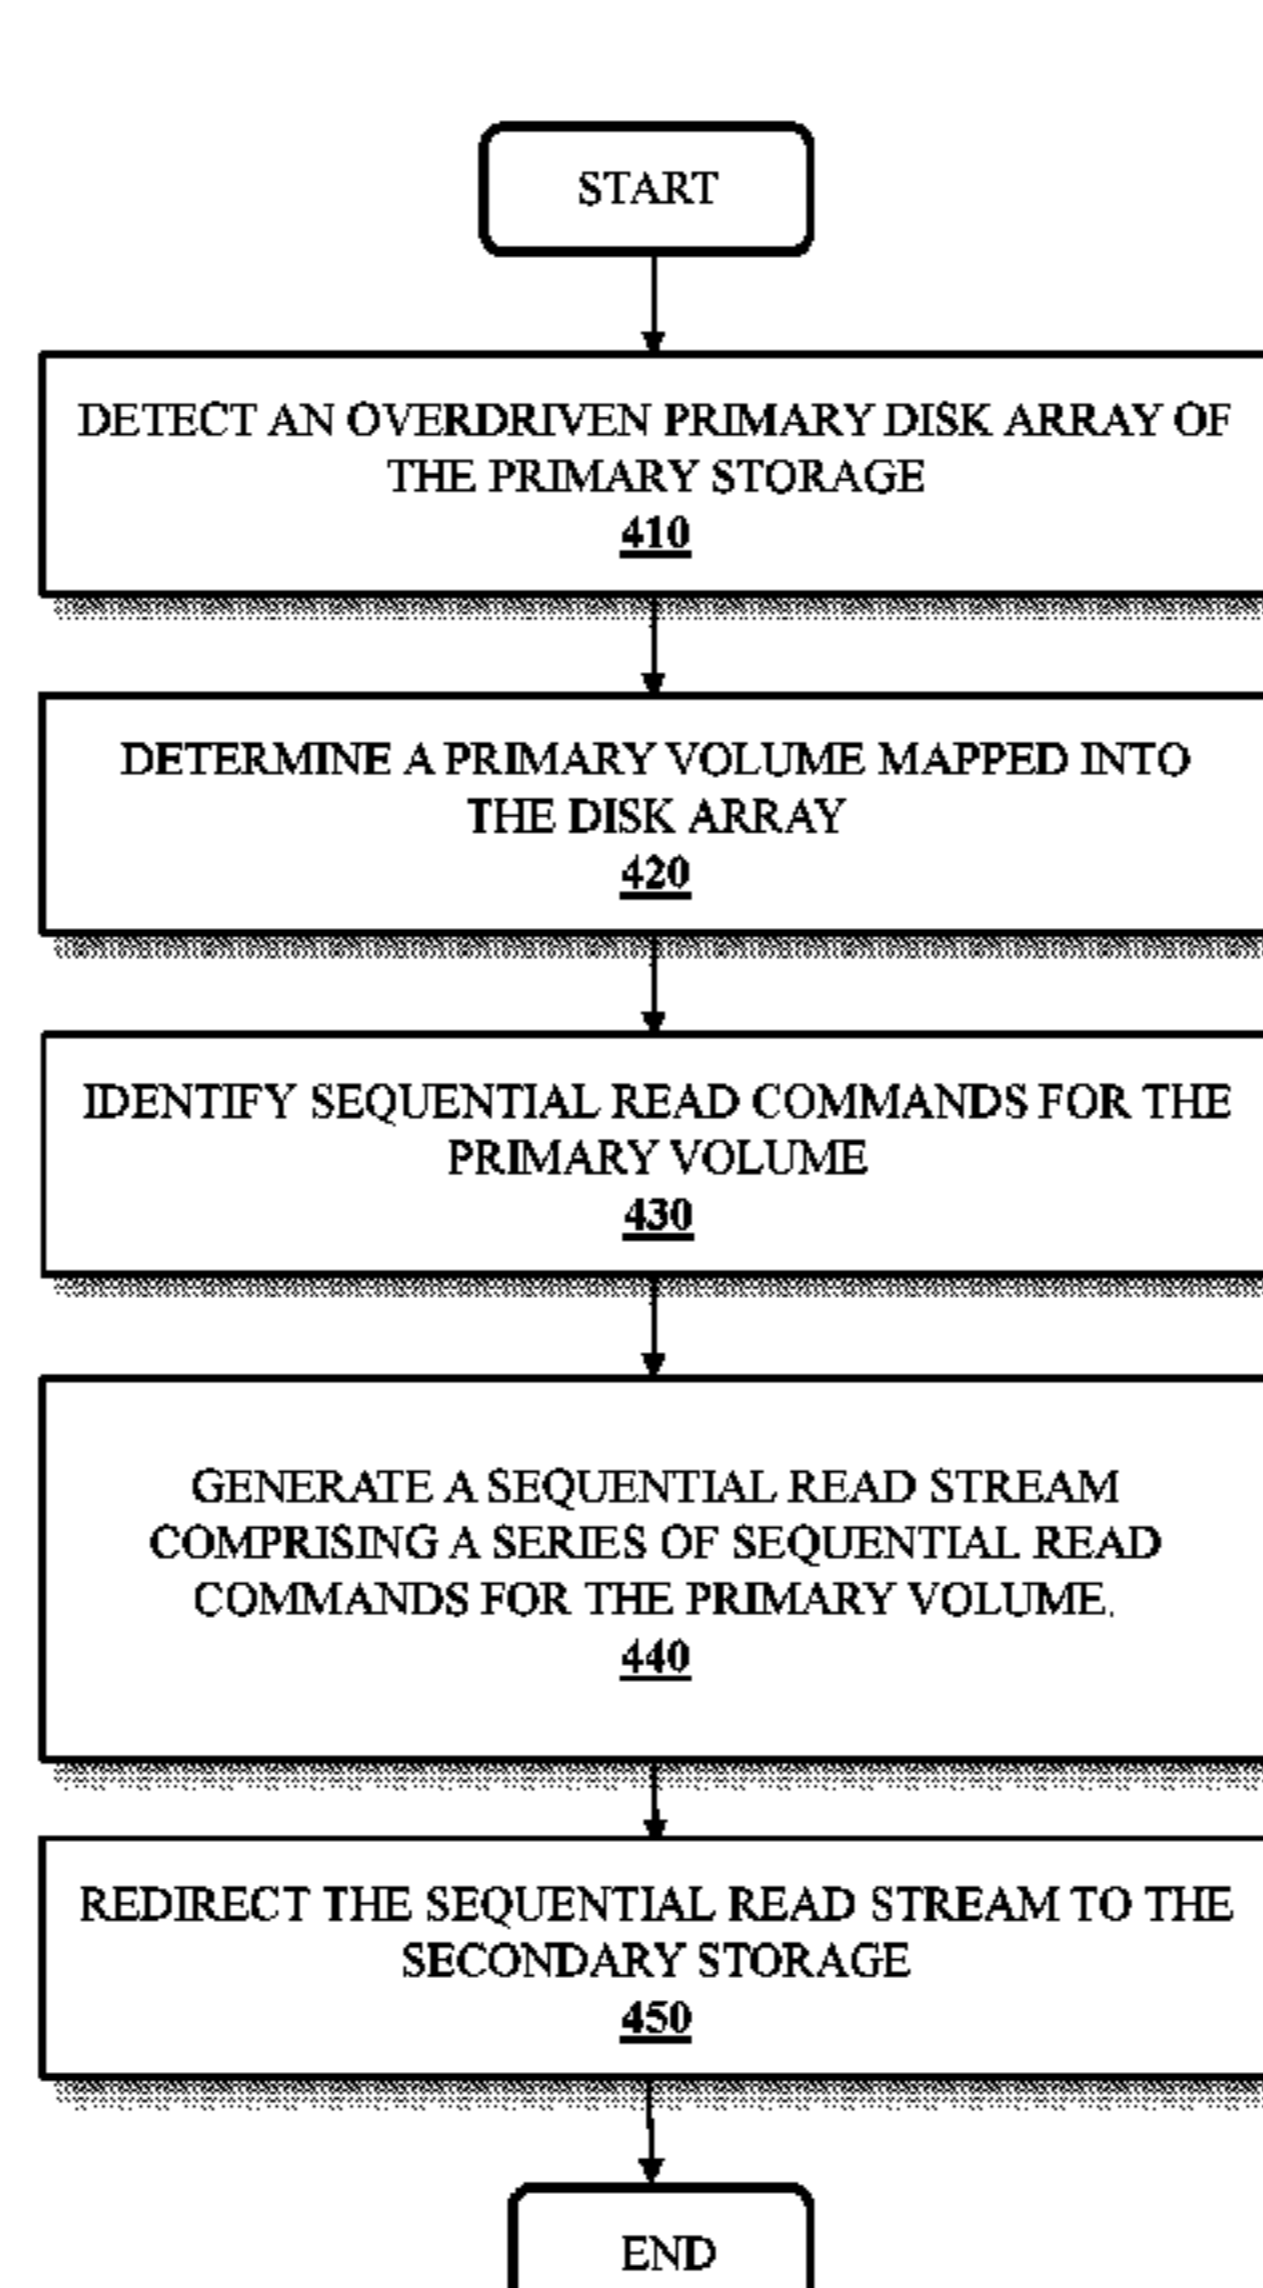 START
DETECT AN OVERDRIVEN PRIMARY DISK ARRAY OF
THE PRIMARY STORAGE
410
DETERMINE A PRIMARY VOLUME MAPPED INTO
THE DISK ARRAY
420
IDENTIFY SEQUENTIAL READ COMMANDS FOR THE
PRIMARY VOLUME
430
GENERATE A SEQUENTIAL READ STREAM
COMPRISING A SERIES OF SEQUENTIAL READ
COMMANDS FOR THE PRIMARY VOLUME.
440
REDIRECT THE SEQUENTIAL READ STREAM TO THE
SECONDARY STORAGE
450
END